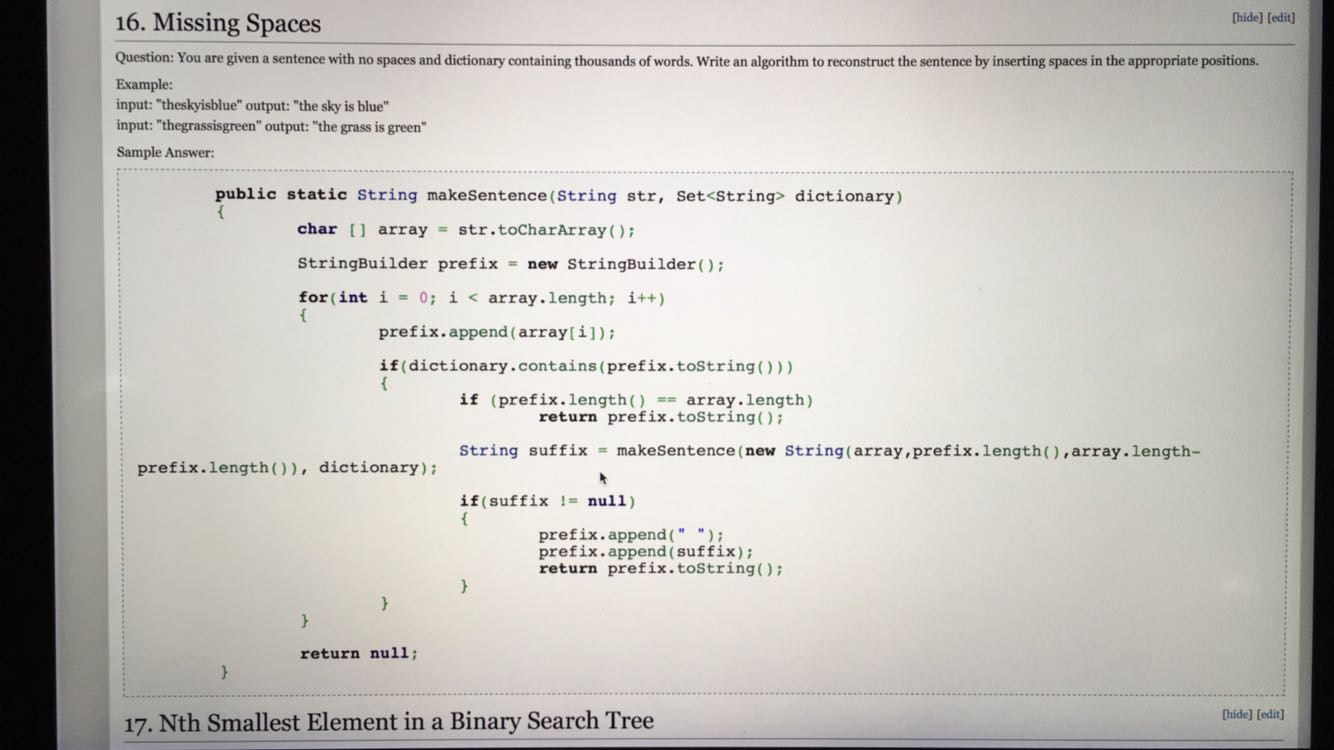 16. Missing Spaces
[hide] [edit]
Question: You are given a sentence with no spaces and dictionary containing thousands of words. Write an algorithm to reconstruct the sentence by inserting spaces in the appropriate positions.
Example:
input: "theskyisblue" output: "the sky is blue"
input: "thegrassisgreen" output: "the grass is green"
Sample Answer:
public static String makeSentence(String str, Set<String> dictionary)
{
char [] array = str.toCharArray();
StringBuilder prefix = new StringBuilder();
for(int i = 0; i < array.length; i++)
{
prefix.append(array[i]);
if(dictionary.contains(prefix.toString()))
{
if (prefix.length() == array.length)
return prefix.toString();
String suffix = makeSentence(new String(array,prefix.length(),array.length-
prefix.length()), dictionary);
if(suffix != null)
{
prefix.append(" ");
prefix.append(suffix);
return prefix.toString();
}
}
}
return null;
}
17. Nth Smallest Element in a Binary Search Tree
[hide] [edit]